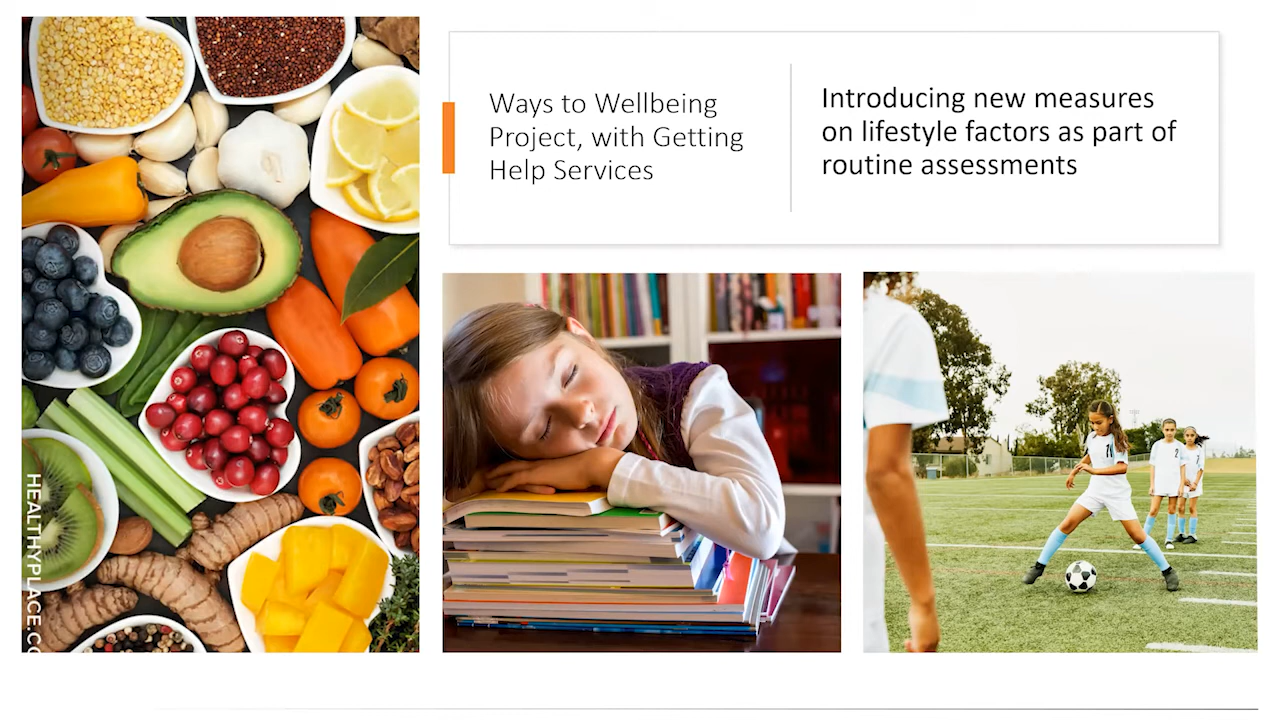 Ways to Wellbeing
Project, with Getting
Help Services
Introducing new measures
on lifestyle factors as part of
routine assessments
HEALTHYPLACE.C
2